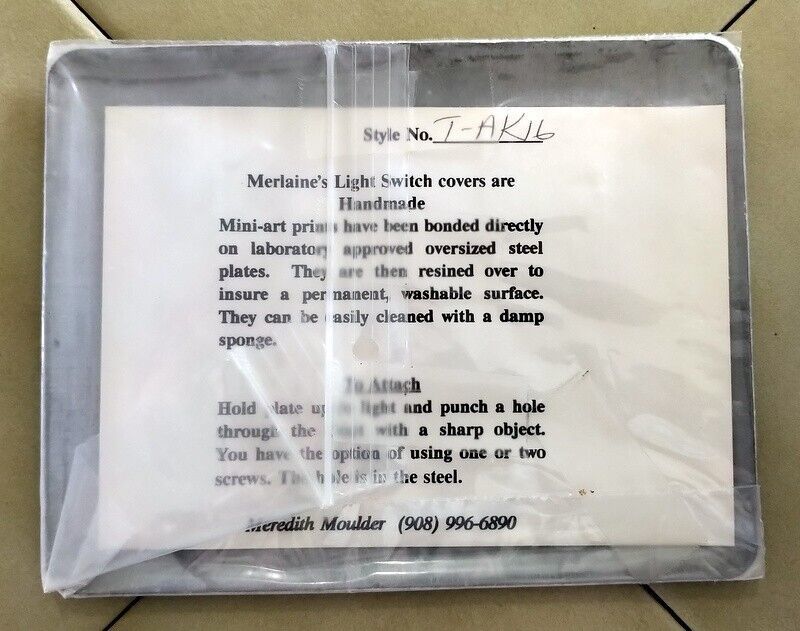 Style No. T-AK16
Merlaine's Light Switch covers are
Handmade
Mini-art prints have been bonded directly
on laboratory approved oversized steel
plates. They are then resined over to
insure a permanent, washable surface.
They can be easily cleaned with a damp
sponge.
To Attach
Hold plate up to light and punch a hole
through the print with a sharp object.
You have the option of using one or two
screws. The hole is in the steel.
Meredith Moulder (908) 996-6890